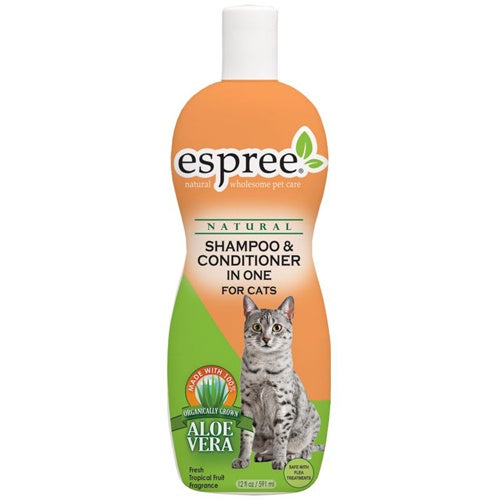 espree®
natural wholesome pet care
NATURAL
SHAMPOO &
CONDITIONER
IN ONE
FOR CATS
MADE WITH 100%
ORGANICALLY GROWN
ALOE
VERA
Fresh
Tropical Fruit
Fragrance
12 fl oz / 591 ml
SAFE WITH
FLEA
TREATMENTS